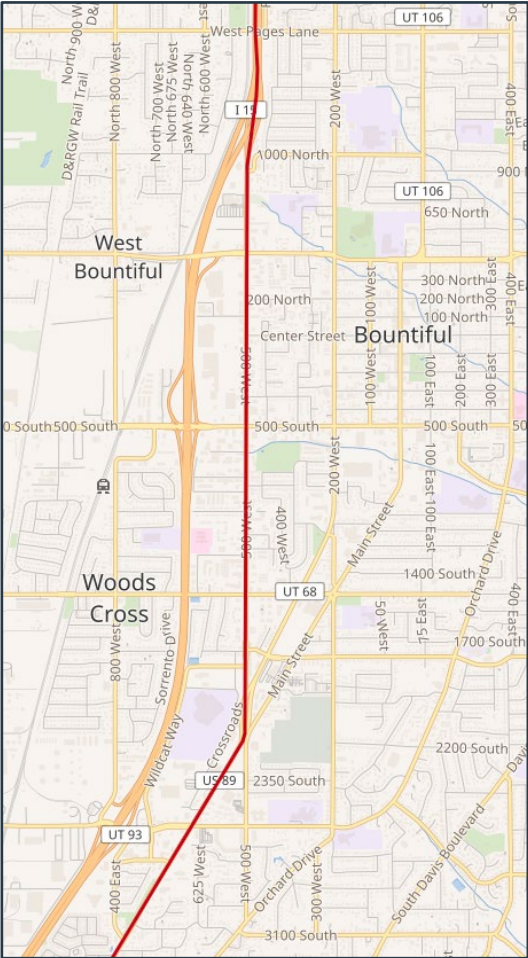 UT 106
North 900 W
West Pages Lane
North 800 West
North 700 West
North 675 West
North 640 West
North 600 West
D&RGW Rail Trail
200 West
I 15
400 East
1000 North
UT 106
650 North
West
Bountiful
300 North
200 North
100 North
200 North
100 West
300 East
400 East
Center Street
Bountiful
500 West
100 West
100 East
200 East
300 East
0 South
500 South
500 South
500 South
200 West
100 East
100 East
500 West
400 West
Main Street
Orchard Drive
1400 South
Woods
Cross
UT 68
800 West
Sorrento Drive
50 West
75 East
400 East
1700 South
Main Street
Wildcat Way
Crossroads
2200 South
US 89
2350 South
UT 93
400 East
625 West
500 West
Orchard Drive
300 West
South Davis Boulevard
3100 South